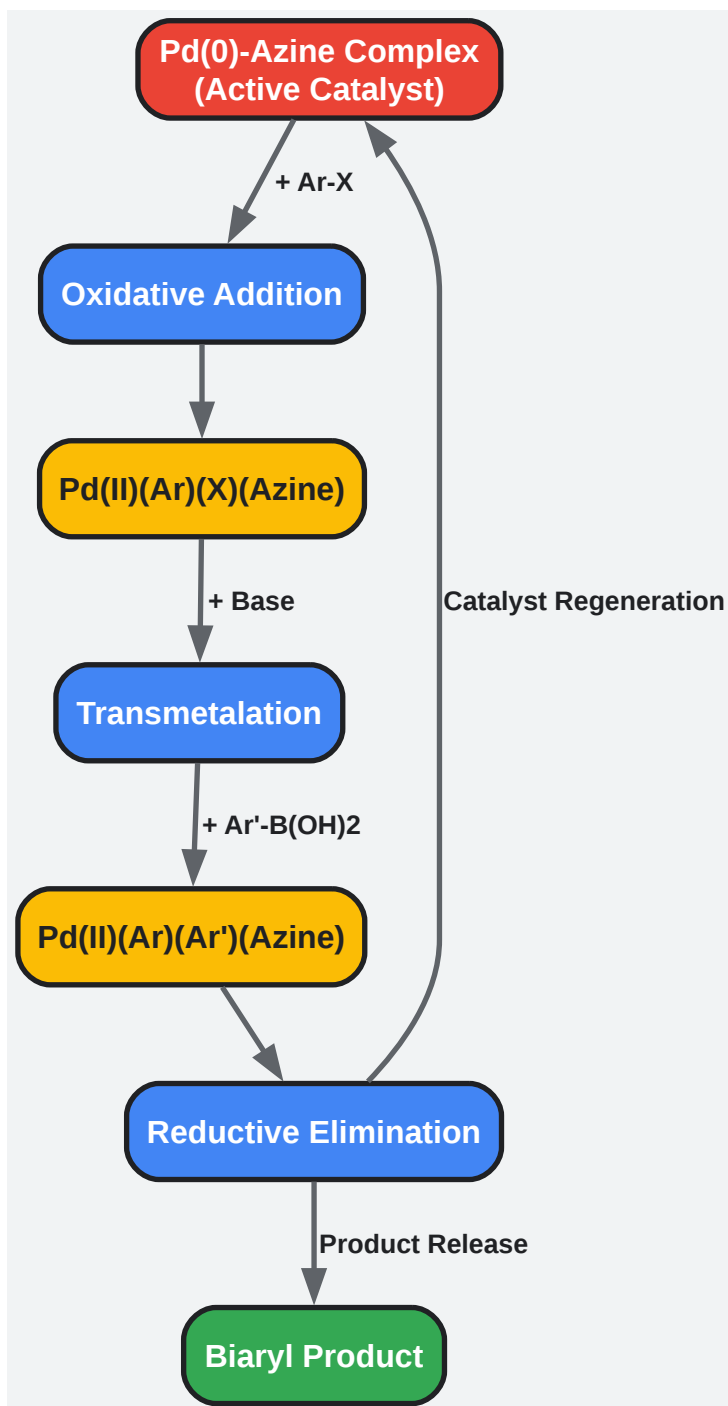 Pd(0)-Azine Complex
(Active Catalyst)
+ Ar-X
Oxidative Addition
Pd(II)(Ar)(X)(Azine)
+ Base
Catalyst Regeneration
Transmetalation
+ Ar'-B(OH)2
Pd(II)(Ar)(Ar')(Azine)
Reductive Elimination
Product Release
Biaryl Product